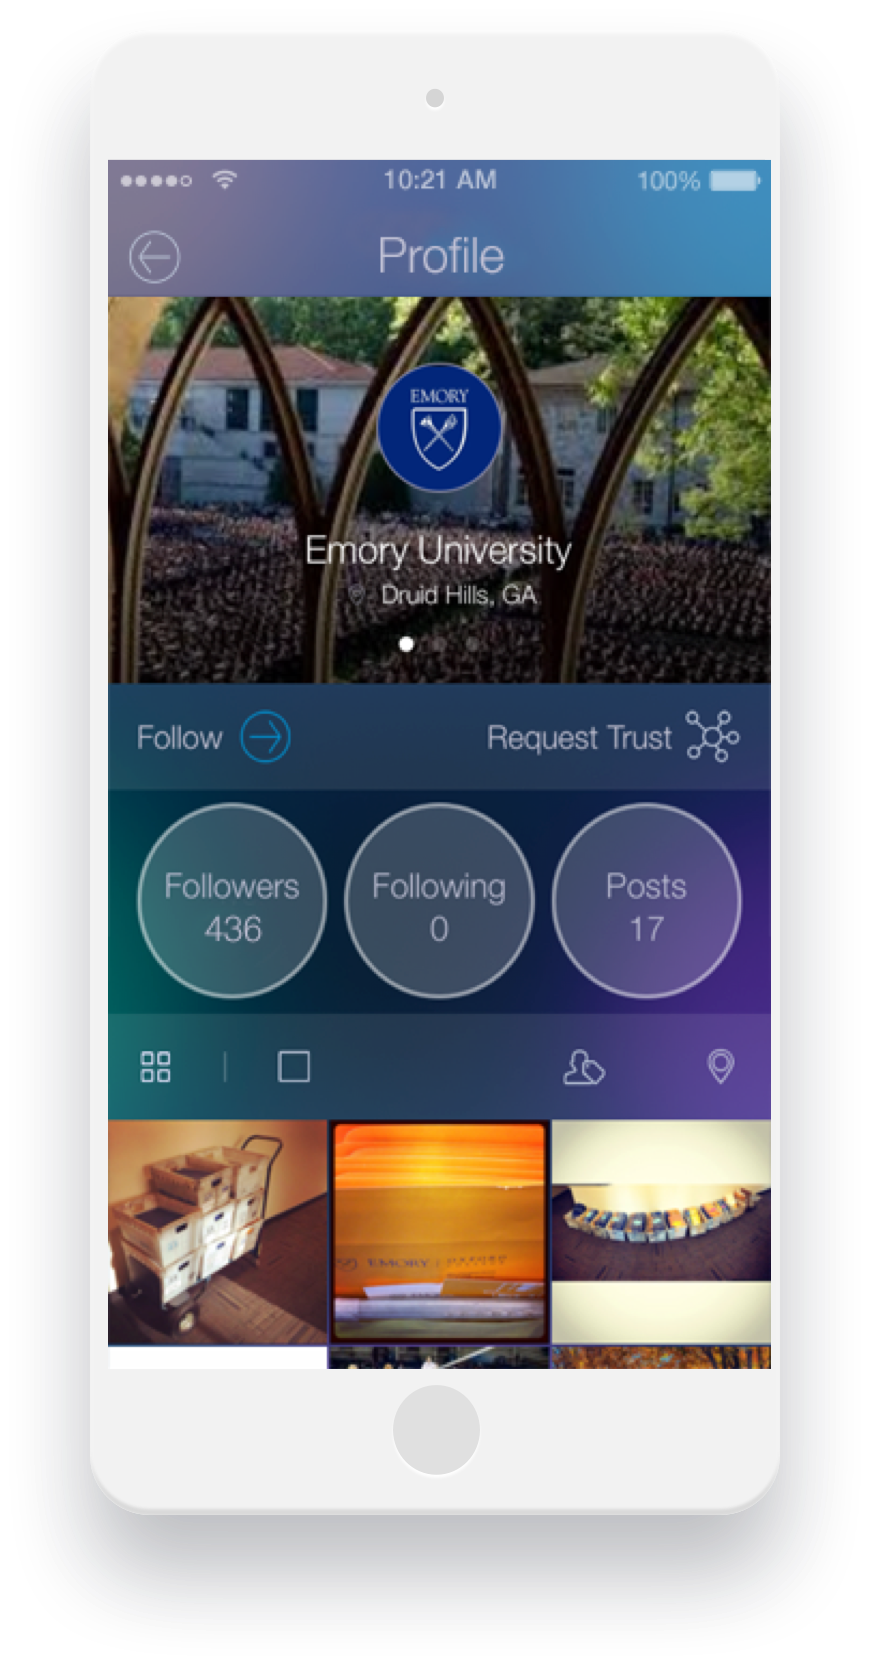 10:21 AM 100%
Profile
EMORY
Emory University
Druid Hills, GA
Follow Request Trust
Followers Following Posts
436 0 17
EMORY